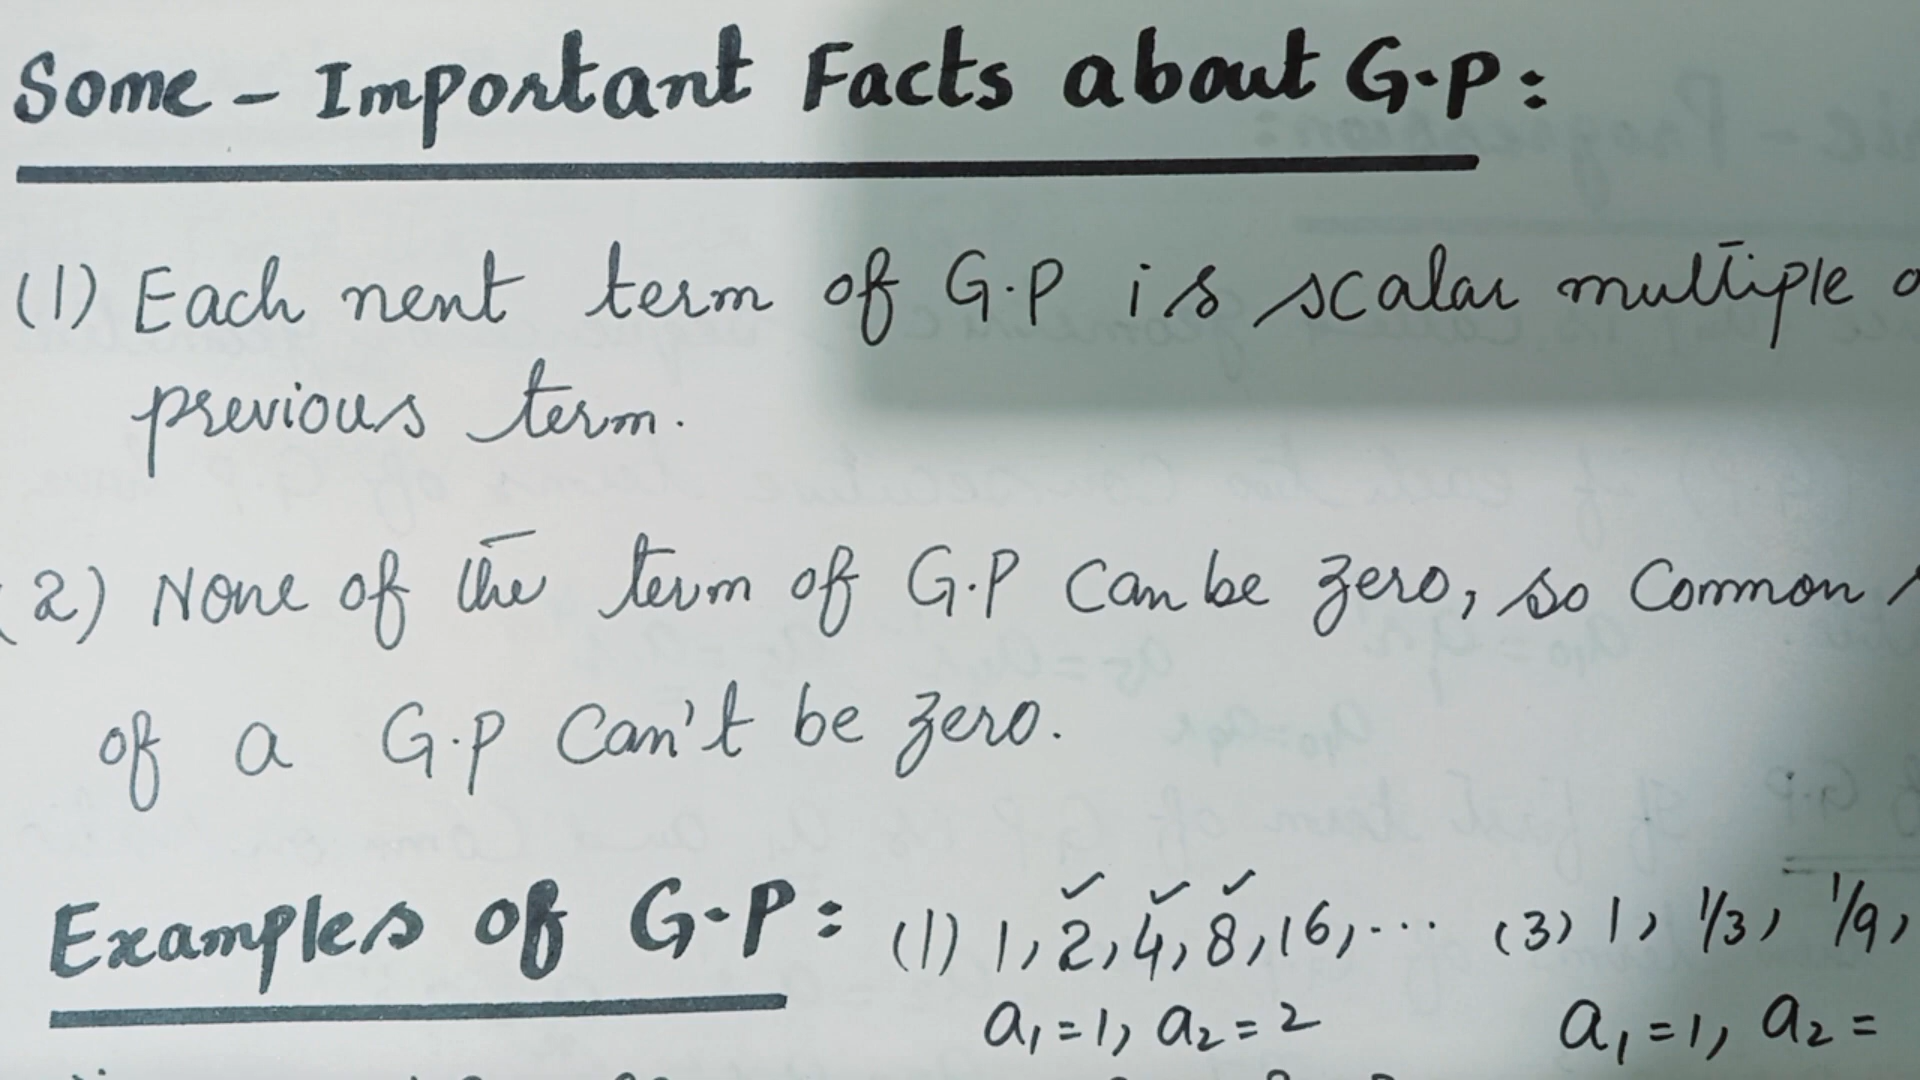 Some - Important Facts about G.P:
(1) Each nent term of G.P is scalar multiple
previous term.
(2) None of the term of G.P Can be zero, so Common
of a G.P Can't be zero.
Examples of G.P: (1) 1, 2, 4, 8, 16, ... (3) 1, 1/3, 1/9,
a₁ = 1, a₂ = 2 a₁ = 1, a₂ =